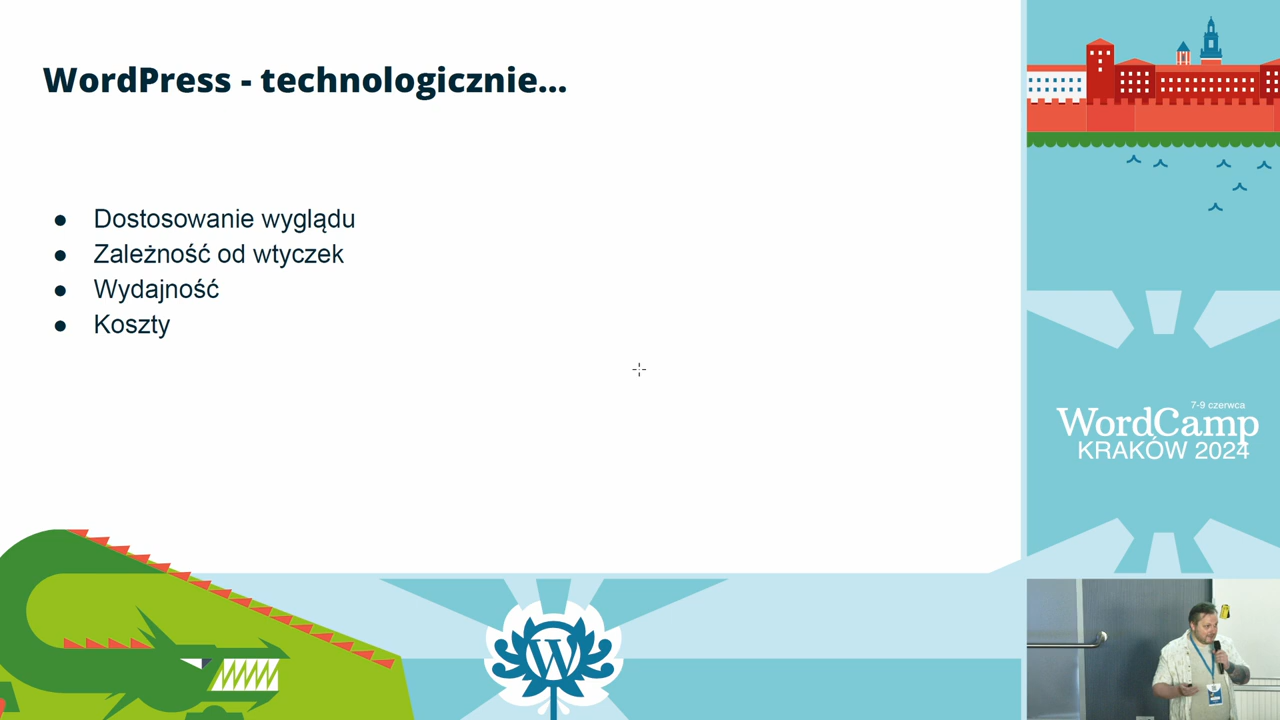 WordPress - technologicznie...
● Dostosowanie wyglądu
● Zależność od wtyczek
● Wydajność
● Koszty
7-9 czerwca
WordCamp
KRAKÓW 2024
W